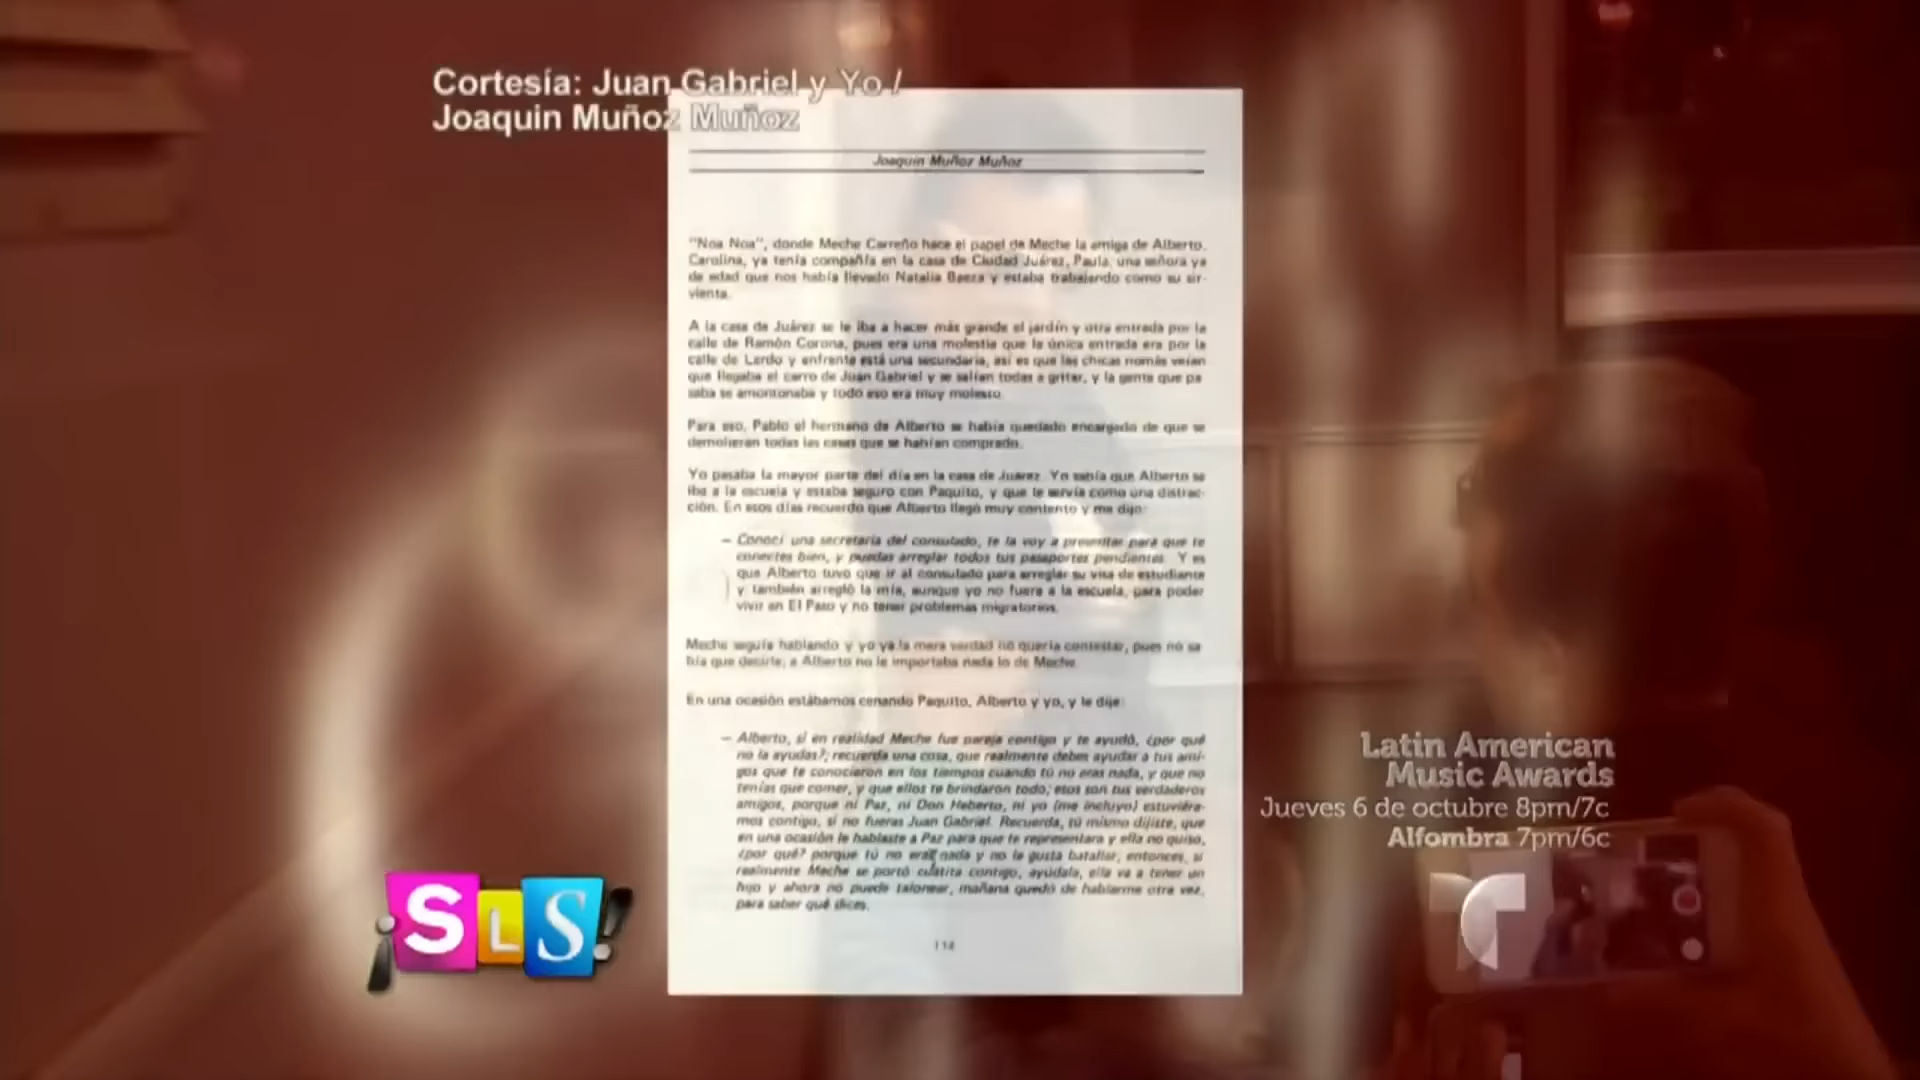 Cortesía: Juan Gabriel y Yo /
Joaquin Muñoz Muñoz
Joaquin Muñoz Muñoz
"Noa Noa", donde Meche Carreño hace el papel de Meche la amiga de Alberto.
Carolina, ya tenía compañía en la casa de Ciudad Juárez, Paula, una señora ya
de edad que nos había llevado Natalia Baeza y estaba trabajando como su sir-
vienta.
A la casa de Juárez se le iba a hacer más grande el jardín y otra entrada por la
calle de Ramón Corona, pues era una molestia que la única entrada era por la
calle de Lerdo y enfrente está una secundaria, así es que las chicas nomás veían
que llegaba el carro de Juan Gabriel y se salían todas a gritar, y la gente que pa
saba se amontonaba y todo eso era muy molesto.
Para eso, Pablo el hermano de Alberto se había quedado encargado de que se
demolieran todas las casas que se habían comprado.
Yo pasaba la mayor parte del día en la casa de Juarez. Yo sabía que Alberto se
iba a la escuela y estaba seguro con Paquito, y que le servía como una distrac-
ción. En esos días recuerdo que Alberto llegó muy contento y me dijo:
— Conocí una secretaria del consulado, te la voy a presentar para que te
conectes bien, y puedas arreglar todos tus pasaportes pendientes. Y es
que Alberto tuvo que ir al consulado para arreglar su visa de estudiante
y también arregló la mía, aunque yo no fuera a la escuela, para poder
vivir en El Paso y no tener problemas migratorios.
Meche seguía hablando y yo ya la mera verdad no quería contestar, pues no sa
bía que decirle; a Alberto no le importaba nada lo de Meche.
En una ocasión estábamos cenando Paquito, Alberto y yo, y le dije:
— Alberto, si en realidad Meche fue pareja contigo y te ayudó, ¿por qué
no la ayudas?; recuerda una cosa, que realmente debes ayudar a tus ami-
gos que te conocieron en los tiempos cuando tú no eras nada, y que no
tenías que comer, y que ellos te brindaron todo; esos son tus verdaderos
amigos, porque ni Paz, ni Don Heberto, ni yo (me incluyo) estuviéra-
mos contigo, si no fueras Juan Gabriel. Recuerda, tú mismo dijiste, que
en una ocasión le hablaste a Paz para que te representara y ella no quiso,
¿por qué? porque tú no eras nada y no le gusta batallar, entonces, si
realmente Meche se portó cuatita contigo, ayúdala, ella va a tener un
hijo y ahora no puede talonear, mañana quedó de hablarme otra vez,
para saber qué dices.
114
¡SLS!
Latin American
Music Awards
Jueves 6 de octubre 8pm/7c
Alfombra 7pm/6c